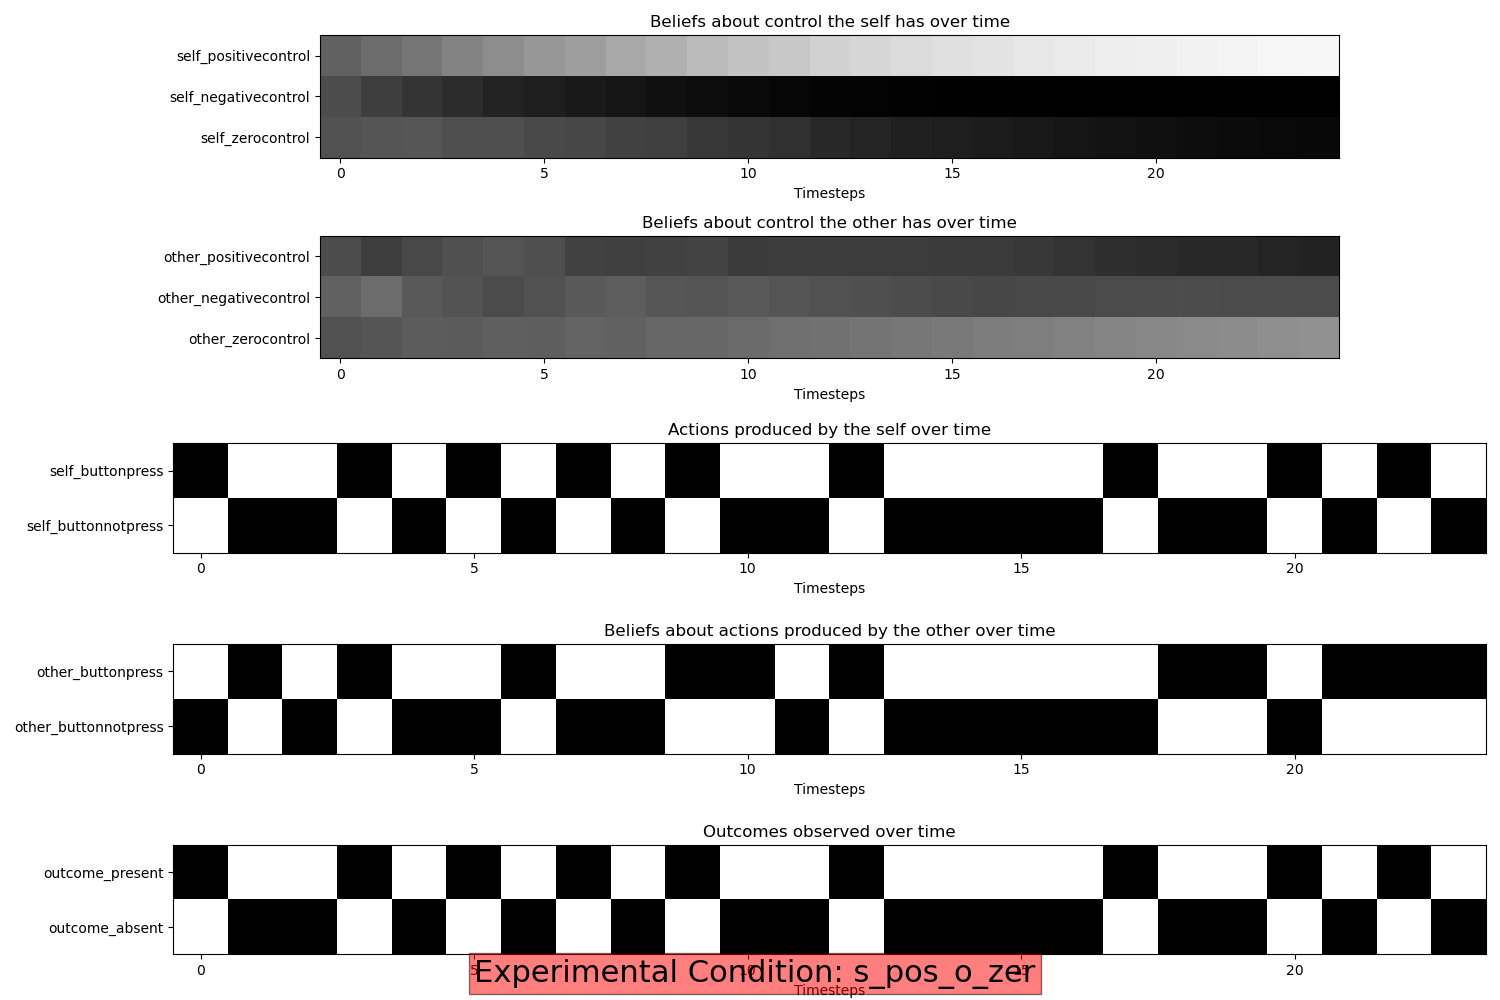 Beliefs about control the self has over time
self_positivecontrol
self_negativecontrol
self_zerocontrol
0 5 10 15 20
Timesteps
Beliefs about control the other has over time
other_positivecontrol
other_negativecontrol
other_zerocontrol
0 5 10 15 20
Timesteps
Actions produced by the self over time
self_buttonpress
self_buttonnotpress
0 5 10 15 20
Timesteps
Beliefs about actions produced by the other over time
other_buttonpress
other_buttonnotpress
0 5 10 15 20
Timesteps
Outcomes observed over time
outcome_present
outcome_absent
0 5 10 15 20
Experimental Condition: s_pos_o_zer
Timesteps